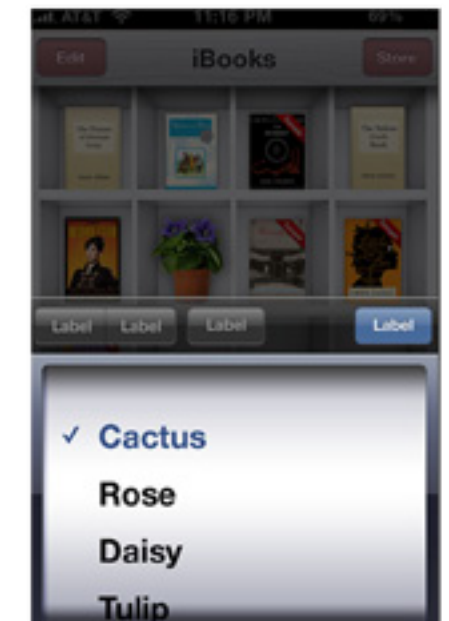 AT&T 11:16 PM 69%
Edit iBooks Store
Label Label Label Label
✓ Cactus
Rose
Daisy
Tulip